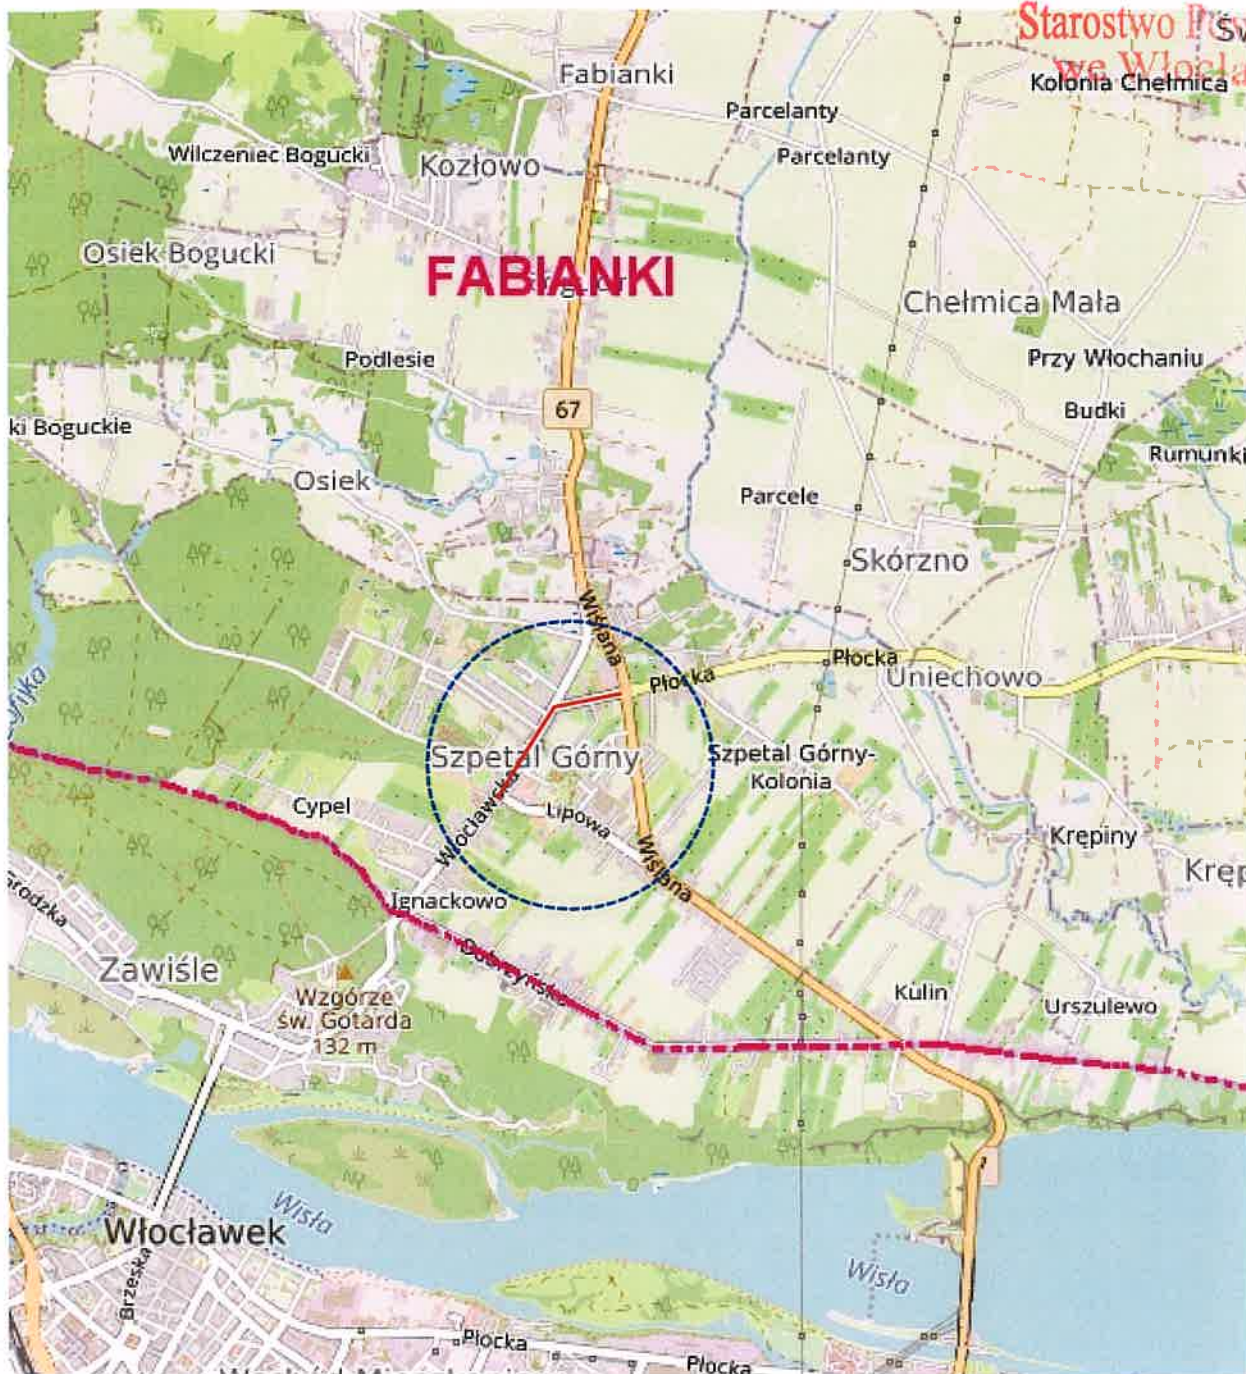 Starostwo
Fabianki
we
Kolonia Chełmica
Parcelanty
Wilczeniec Bogucki
Kozłowo
Parcelanty
Osiek Bogucki
FABIANKI
Chełmica Mała
Podlesie
Przy Włochaniu
67
Budki
ki Boguckie
Rumunki
Osiek
Parcele
Skórzno
Wiślana
Płocka
Płocka
Uniechowo
Szpetal Górny
Szpetal Górny-
Kolonia
Cypel
Włocławska
Lipowa
Krępiny
Wiślana
Kręp
Ignackowo
Grodzka
Dobrzyńska
Zawiśle
Wzgórze
św. Gotarda
132 m
Kulin
Urszulewo
Wisła
Włocławek
Wisła
Brzeska
Płocka
Płocka